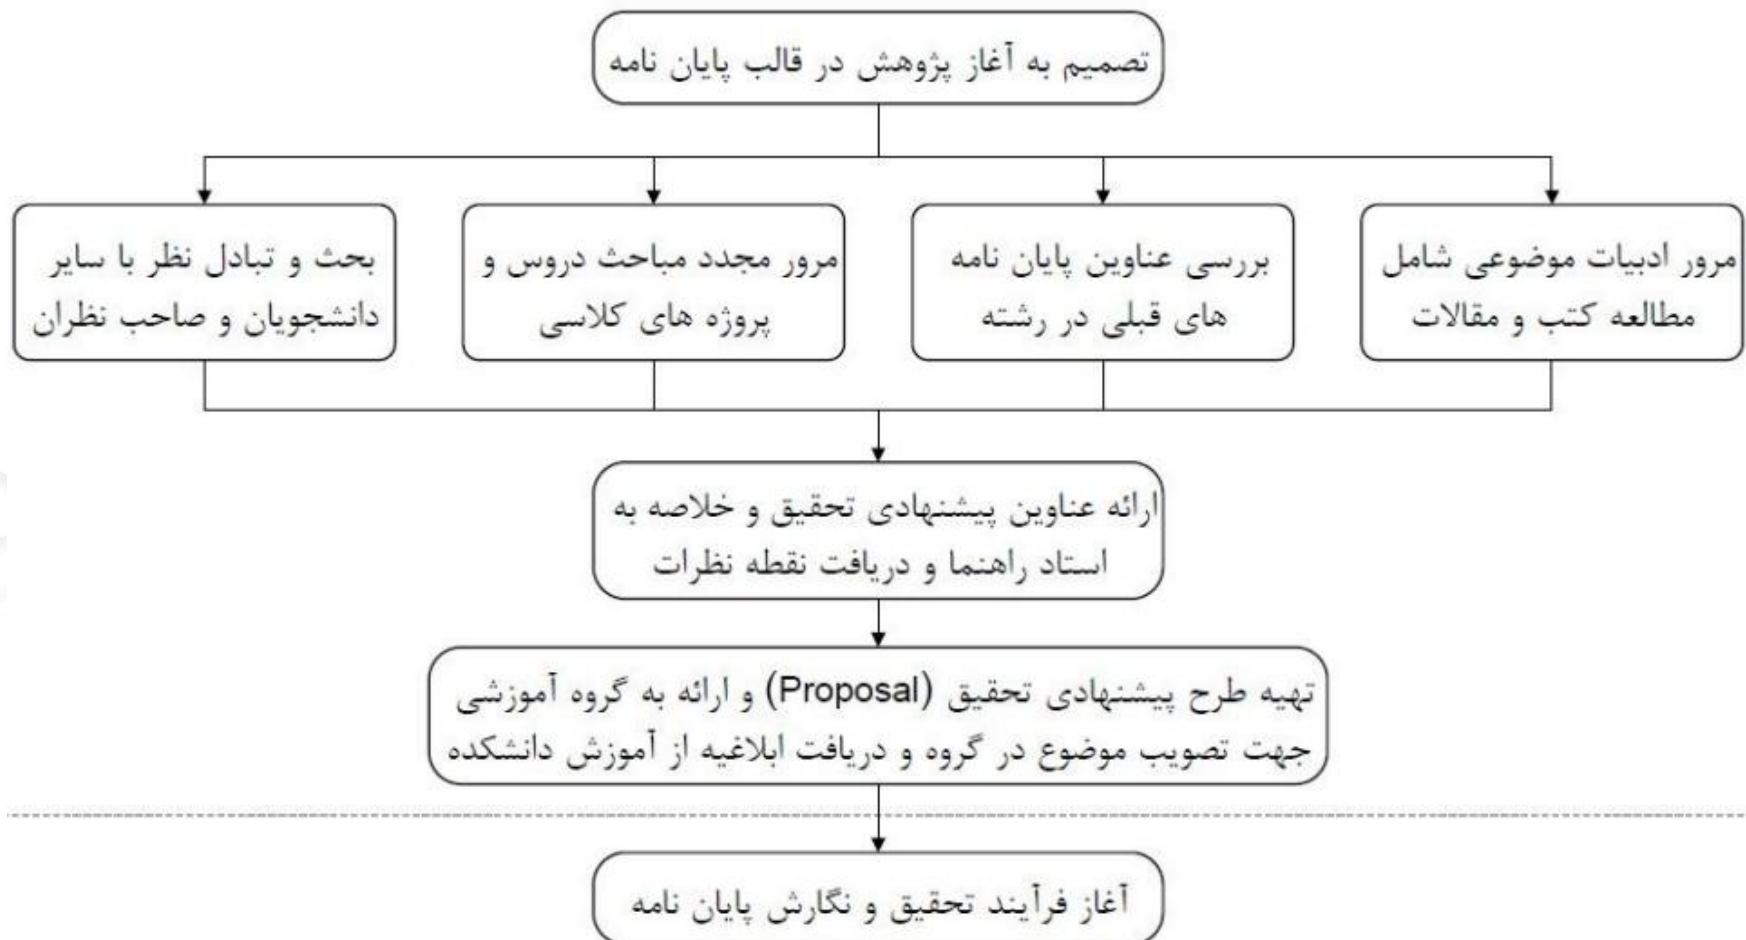 تصمیم به آغاز پژوهش در قالب پایان نامه
مرور ادبیات موضوعی شامل
مطالعه کتب و مقالات
بررسی عناوین پایان نامه
های قبلی در رشته
مرور مجدد مباحث دروس و
پروژه های کلاسی
بحث و تبادل نظر با سایر
دانشجویان و صاحب نظران
ارائه عناوین پیشنهادی تحقیق و خلاصه به
استاد راهنما و دریافت نقطه نظرات
تهیه طرح پیشنهادی تحقیق (Proposal) و ارائه به گروه آموزشی
جهت تصویب موضوع در گروه و دریافت ابلاغیه از آموزش دانشکده
آغاز فرآیند تحقیق و نگارش پایان نامه